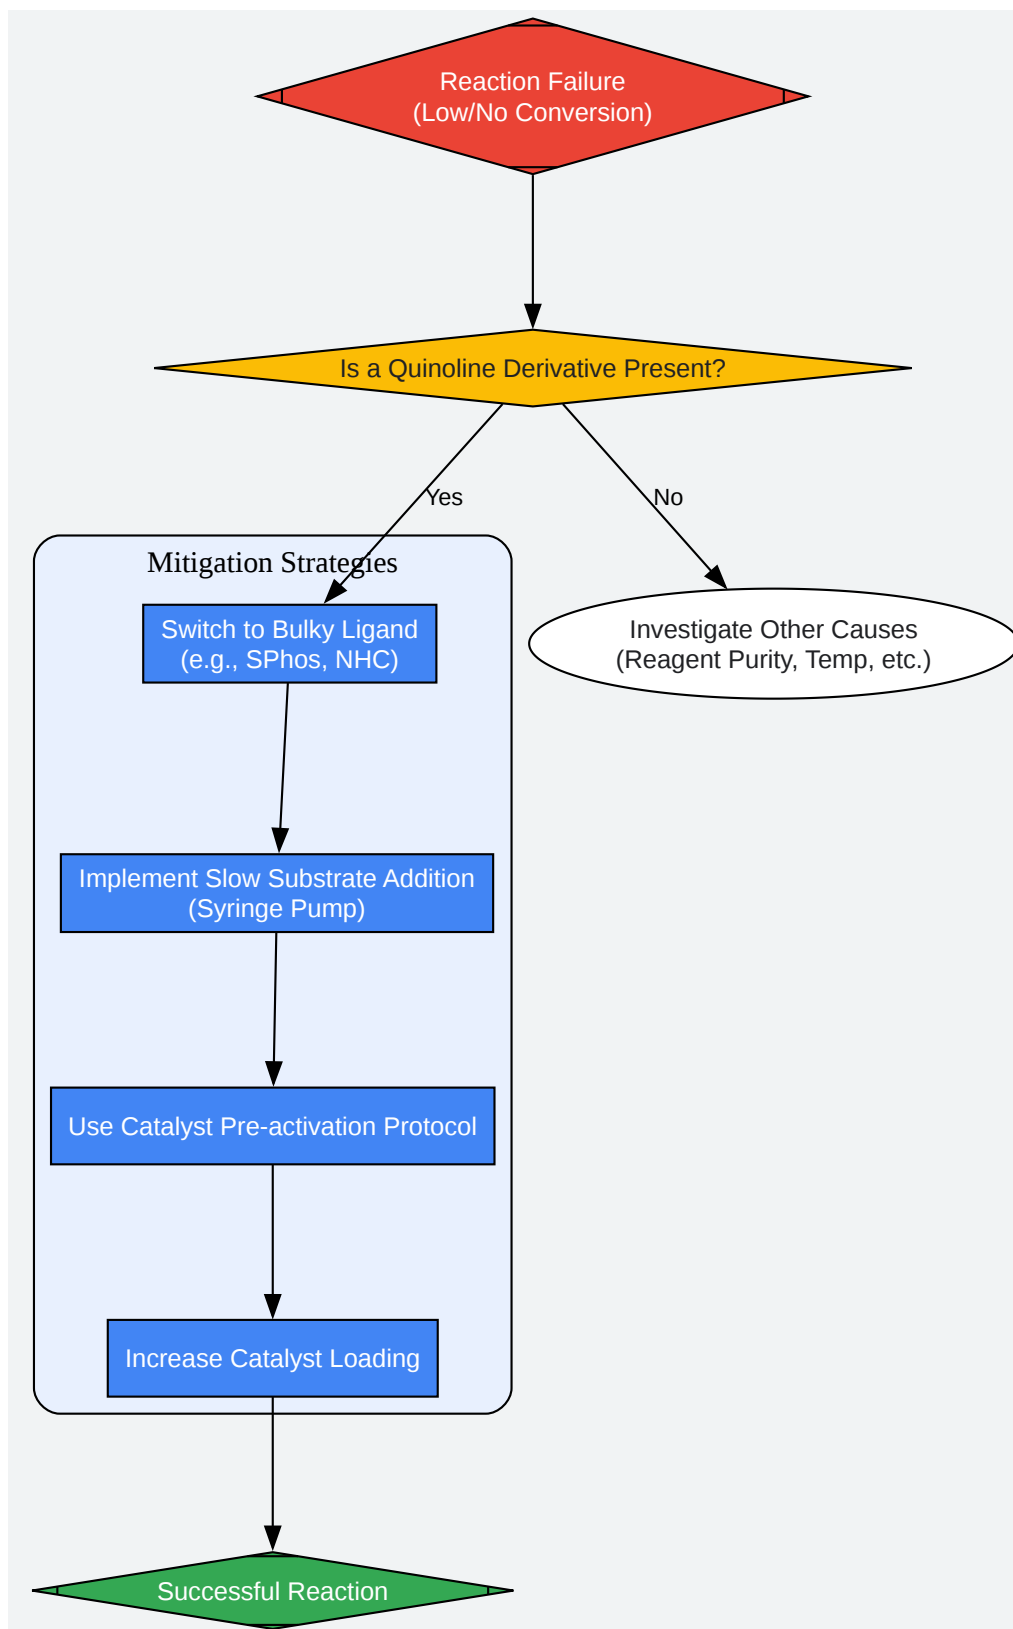 Reaction Failure
(Low/No Conversion)
Is a Quinoline Derivative Present?
Yes
No
Mitigation Strategies
Switch to Bulky Ligand
(e.g., SPhos, NHC)
Investigate Other Causes
(Reagent Purity, Temp, etc.)
Implement Slow Substrate Addition
(Syringe Pump)
Use Catalyst Pre-activation Protocol
Increase Catalyst Loading
Successful Reaction